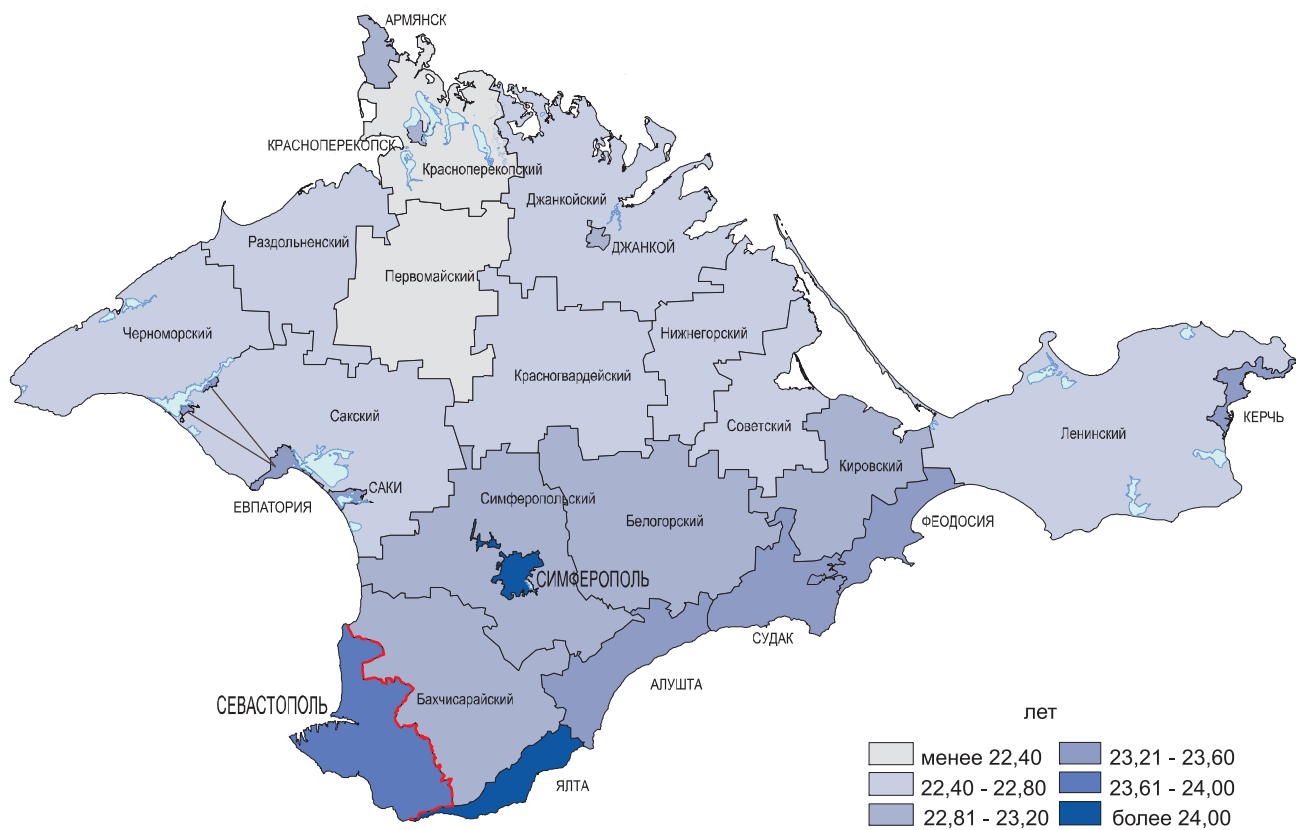 АРМЯНСК
КРАСНОПЕРЕКОПСК
Красноперекопский
Джанкойский
ДЖАНКОЙ
Раздольненский
Первомайский
Черноморский
Нижнегорский
Красногвардейский
Сакский
Советский
Ленинский
КЕРЧЬ
Кировский
САКИ
ЕВПАТОРИЯ
Симферопольский
Белогорский
ФЕОДОСИЯ
СИМФЕРОПОЛЬ
СУДАК
АЛУШТА
Бахчисарайский
СЕВАСТОПОЛЬ
ЯЛТА
лет
менее 22,40
22,40 - 22,80
22,81 - 23,20
23,21 - 23,60
23,61 - 24,00
более 24,00